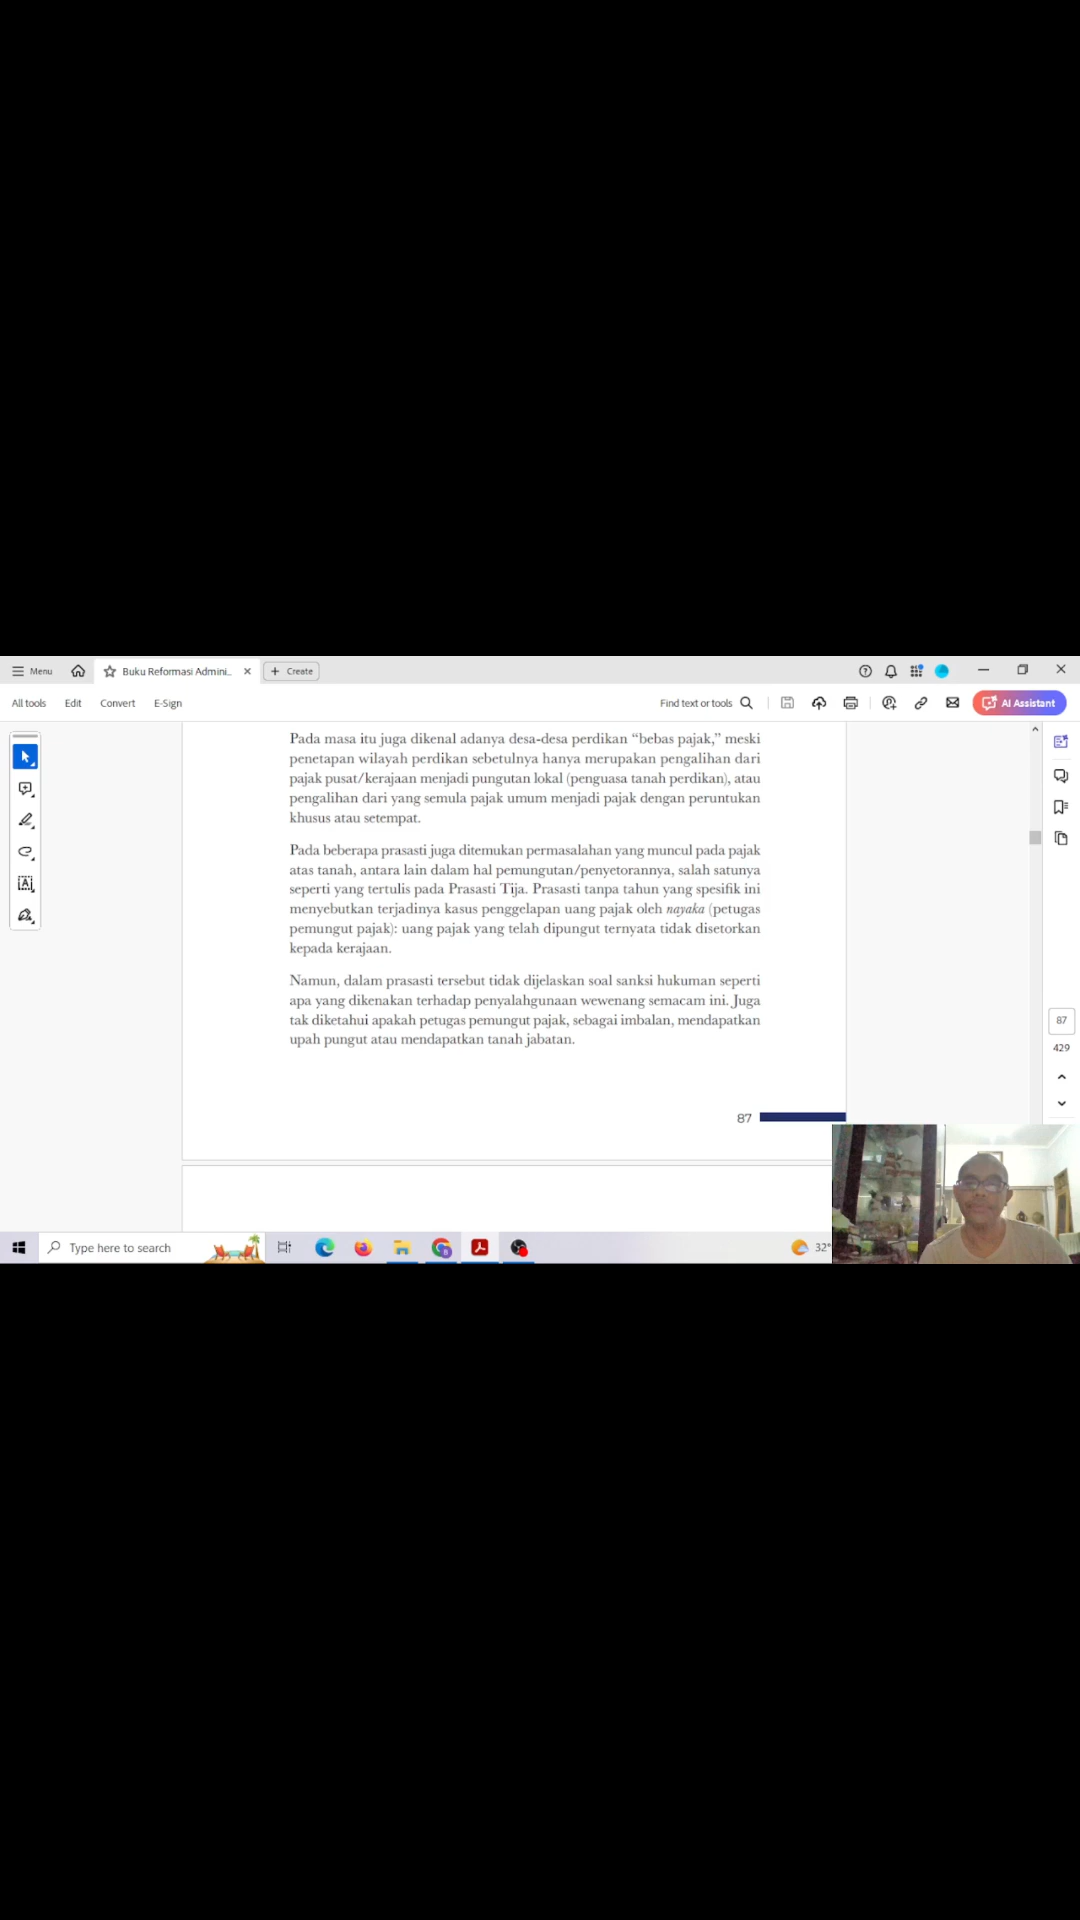 Menu
Buku Reformasi Admini...
Create
All tools
Edit
Convert
E-Sign
Find text or tools
AI Assistant
Pada masa itu juga dikenal adanya desa-desa perdikan “bebas pajak,” meski
penetapan wilayah perdikan sebetulnya hanya merupakan pengalihan dari
pajak pusat/kerajaan menjadi pungutan lokal (penguasa tanah perdikan), atau
pengalihan dari yang semula pajak umum menjadi pajak dengan peruntukan
khusus atau setempat.
Pada beberapa prasasti juga ditemukan permasalahan yang muncul pada pajak
atas tanah, antara lain dalam hal pemungutan/penyetorannya, salah satunya
seperti yang tertulis pada Prasasti Tija. Prasasti tanpa tahun yang spesifik ini
menyebutkan terjadinya kasus penggelapan uang pajak oleh nayaka (petugas
pemungut pajak): uang pajak yang telah dipungut ternyata tidak disetorkan
kepada kerajaan.
Namun, dalam prasasti tersebut tidak dijelaskan soal sanksi hukuman seperti
apa yang dikenakan terhadap penyalahgunaan wewenang semacam ini. Juga
tak diketahui apakah petugas pemungut pajak, sebagai imbalan, mendapatkan
upah pungut atau mendapatkan tanah jabatan.
87
87
429
Type here to search
32°